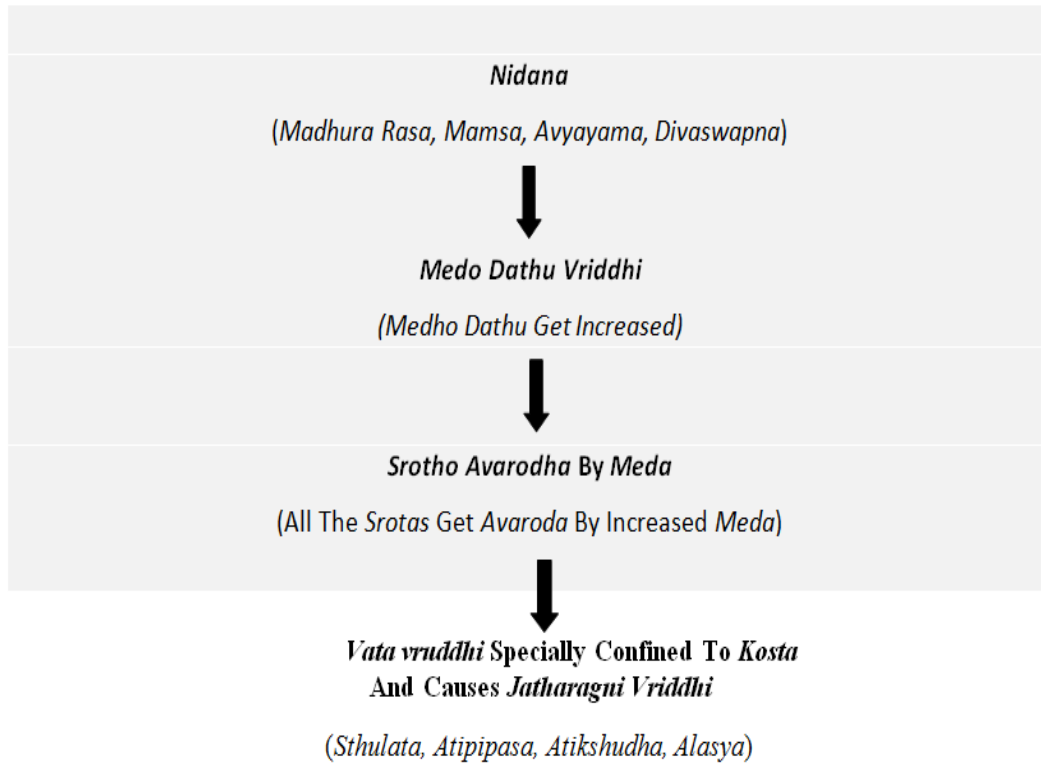 Nidana
(Madhura Rasa, Mamsa, Avyayama, Divaswapna)
Medo Dathu Vriddhi
(Medho Dathu Get Increased)
Srotho Avarodha By Meda
(All The Srotas Get Avaroda By Increased Meda)
Vata vruddhi Specially Confined To Kosta
And Causes Jatharagni Vriddhi
(Sthulata, Atipipasa, Atikshudha, Alasya)